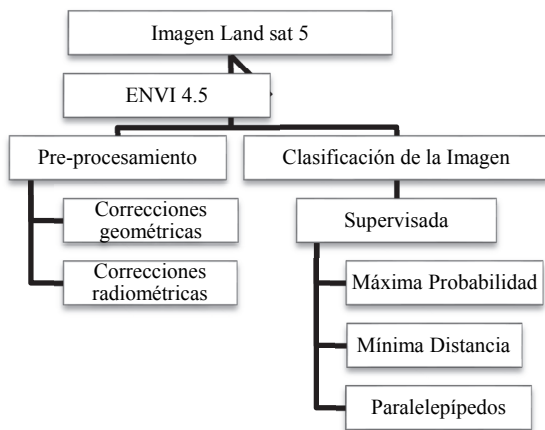 Imagen Land sat 5
ENVI 4.5
Pre-procesamiento
Clasificación de la Imagen
Correcciones
geométricas
Supervisada
Correcciones
radiométricas
Máxima Probabilidad
Mínima Distancia
Paralelepípedos